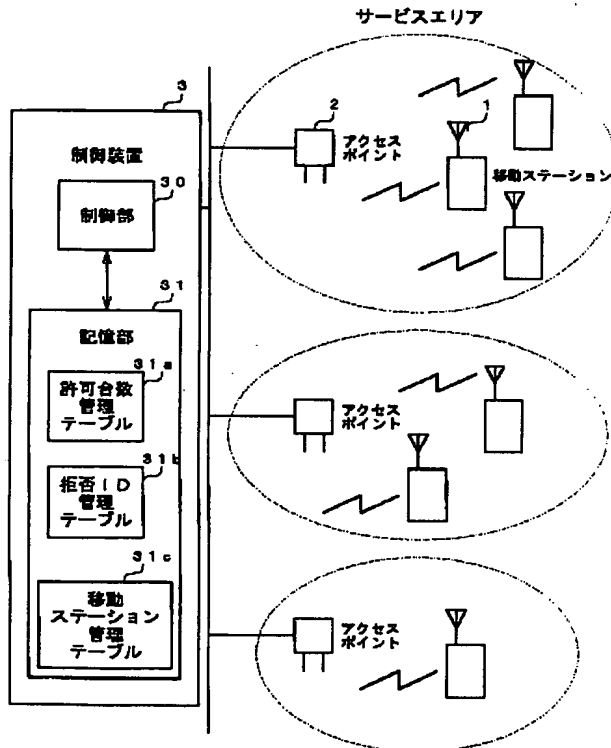 サービスエリア
3
制御装置
30
制御部
31
記憶部
31a
許可台数
管理
テーブル
31b
拒否ID
管理
テーブル
31c
移動
ステーション
管理
テーブル
2
アクセス
ポイント
1
移動ステーション
アクセス
ポイント
アクセス
ポイント